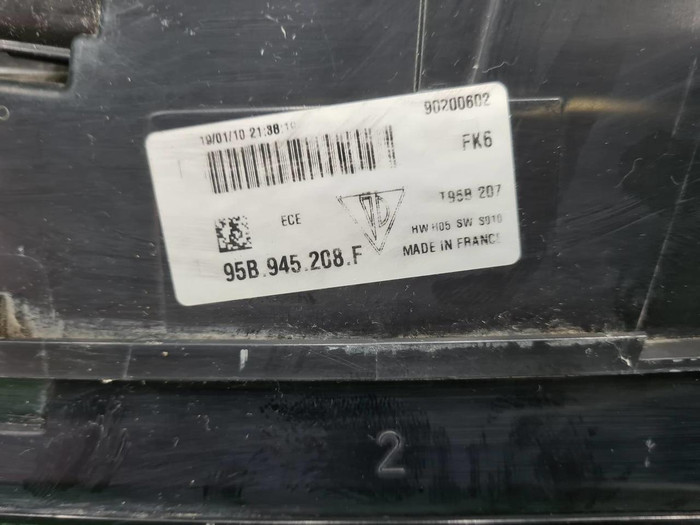 19/01/10 21:38:19
90200602
FK6
T95B 207
ECE
HW H05 SW S010
MADE IN FRANCE
95B.945.208.F
2